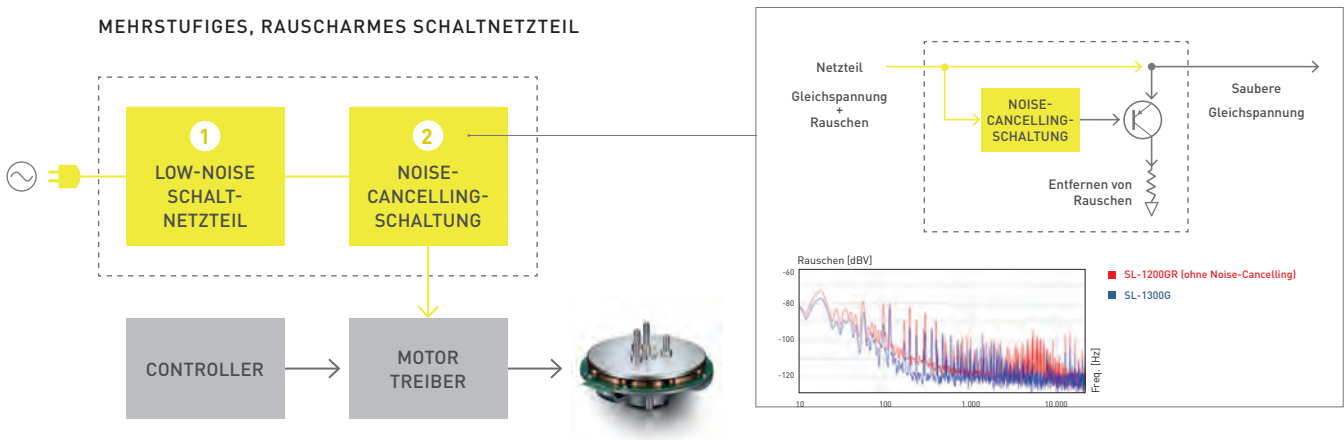 MEHRSTUFIGES, RAUSCHARMES SCHALTNETZTEIL
1
LOW-NOISE
SCHALT-
NETZTEIL
2
NOISE-
CANCELLING-
SCHALTUNG
CONTROLLER
MOTOR
TREIBER
Netzteil
Gleichspannung
+
Rauschen
NOISE-
CANCELLING-
SCHALTUNG
Saubere
Gleichspannung
Entfernen von
Rauschen
Rauschen [dBV]
-60
-80
-100
-120
10
100
1.000
10.000
Freq. [Hz]
SL-1200GR (ohne Noise-Cancelling)
SL-1300G